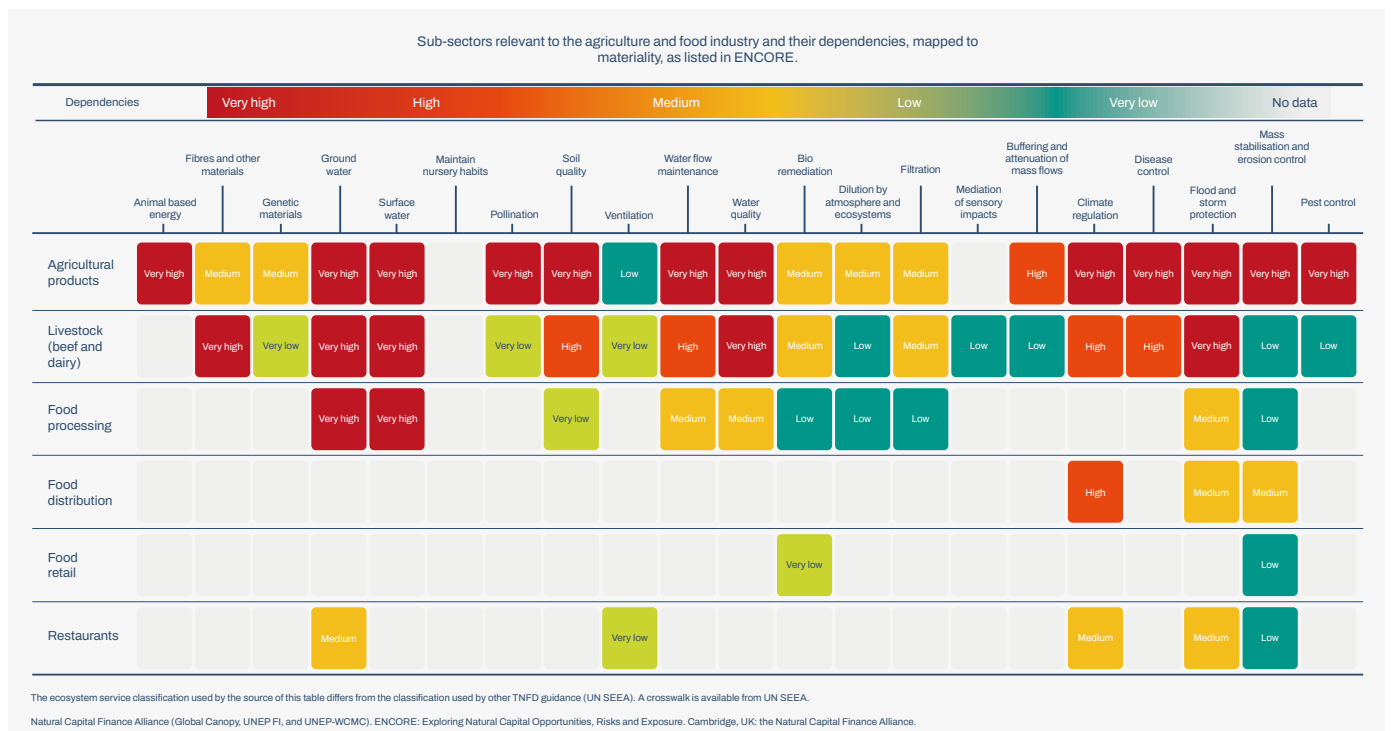 Sub-sectors relevant to the agriculture and food industry and their dependencies, mapped to
materiality, as listed in ENCORE.
Dependencies Very high High Medium Low Very low No data
Animal based
energy
Fibres and other
materials
Genetic
materials
Ground
water
Surface
water
Maintain
nursery habits
Pollination
Soil
quality
Ventilation
Water flow
maintenance
Water
quality
Bio
remediation
Dilution by
atmosphere and
ecosystems
Filtration
Mediation
of sensory
impacts
Buffering and
attenuation of
mass flows
Climate
regulation
Disease
control
Flood and
storm
protection
Mass
stabilisation and
erosion control
Pest control
Agricultural
products
Very high Medium Medium Very high Very high Very high Very high Low Very high Very high Medium Medium Medium High Very high Very high Very high Very high Very high
Livestock
(beef and
dairy)
Very high Very low Very high Very high Very low High Very low High Very high Medium Low Medium Low Low High High Very high Low Low
Food
processing
Very high Very high Very low Medium Medium Low Low Low Medium Low
Food
distribution
High Medium Medium
Food
retail
Very low Low
Restaurants
Medium Very low Medium Medium Low
The ecosystem service classification used by the source of this table differs from the classification used by other TNFD guidance (UN SEEA). A crosswalk is available from UN SEEA.
Natural Capital Finance Alliance (Global Canopy, UNEP FI, and UNEP-WCMC). ENCORE: Exploring Natural Capital Opportunities, Risks and Exposure. Cambridge, UK: the Natural Capital Finance Alliance.